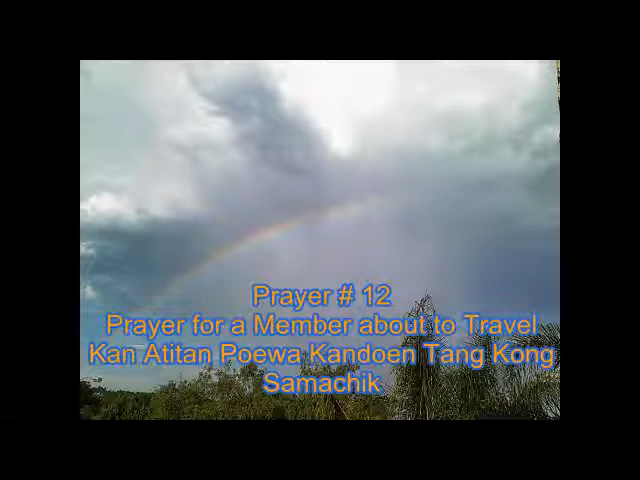 Prayer # 12
Prayer for a Member about to Travel
Kan Atitan Poewa Kandoen Tang Kong
Samachik